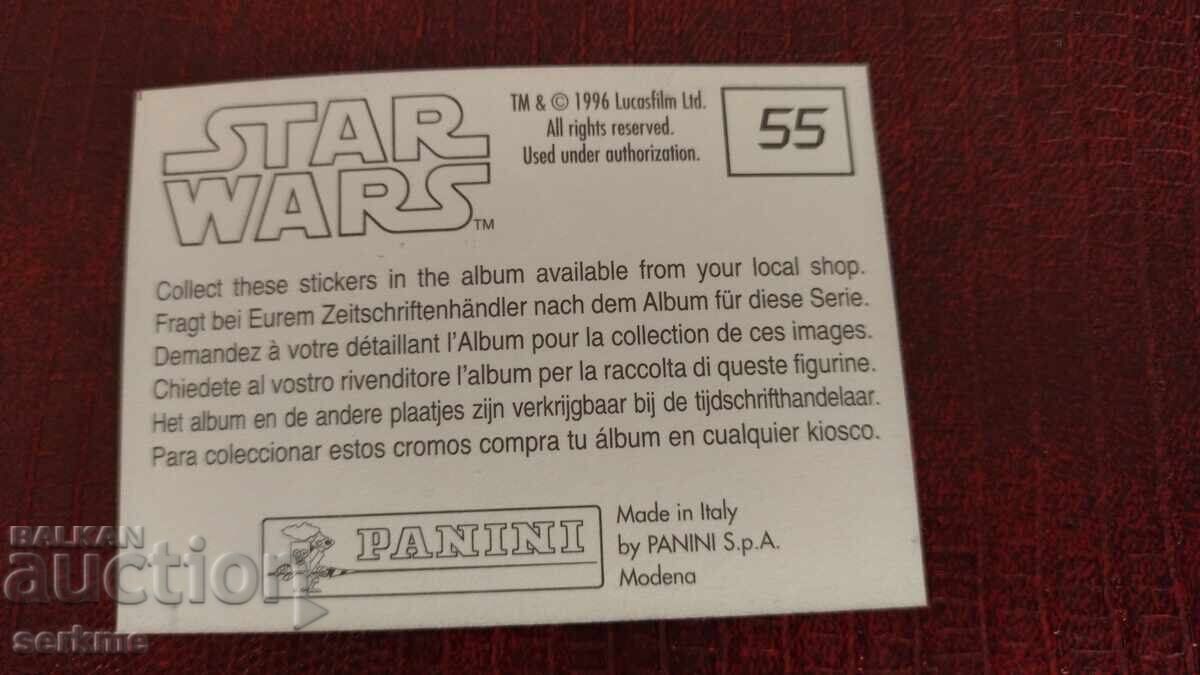 STAR
WARS™
TM & © 1996 Lucasfilm Ltd.
All rights reserved.
Used under authorization.
55
Collect these stickers in the album available from your local shop.
Fragt bei Eurem Zeitschriftenhändler nach dem Album für diese Serie.
Demandez à votre détaillant l'Album pour la collection de ces images.
Chiedete al vostro rivenditore l'album per la raccolta di queste figurine.
Het album en de andere plaatjes zijn verkrijgbaar bij de tijdschrifthandelaar.
Para coleccionar estos cromos compra tu álbum en cualquier kiosco.
PANINI
Made in Italy
by PANINI S.p.A.
Modena
BALKAN
auction
serkme